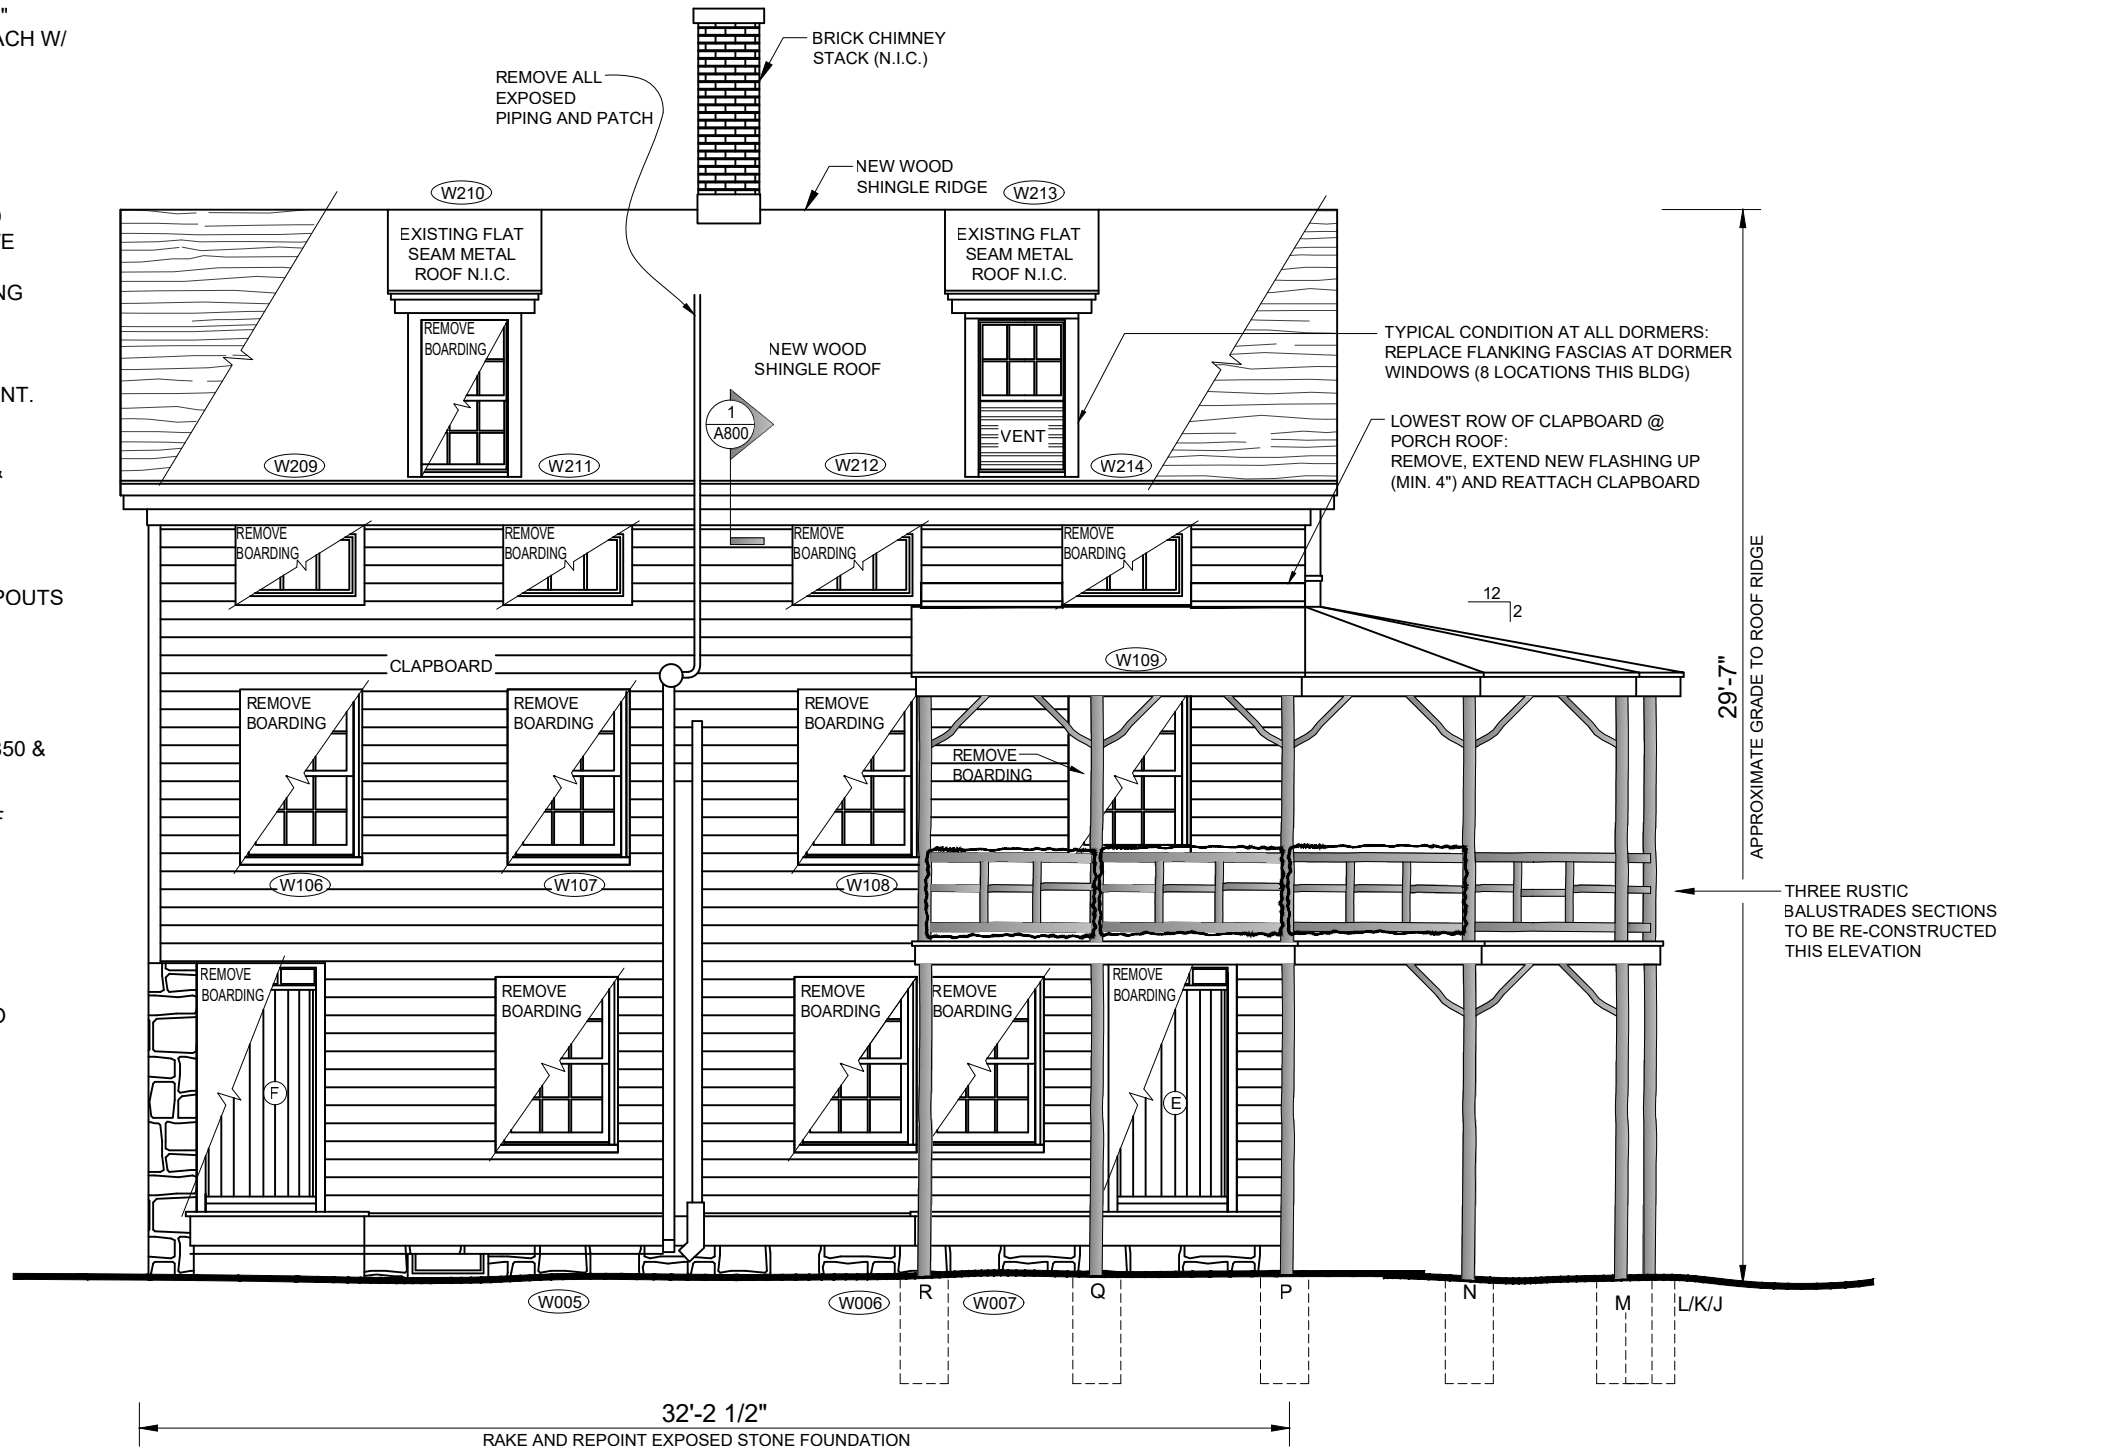 "
ACH W/
BRICK CHIMNEY
STACK (N.I.C.)
REMOVE ALL
EXPOSED
PIPING AND PATCH
NEW WOOD
SHINGLE RIDGE
W210
W213
EXISTING FLAT
SEAM METAL
ROOF N.I.C.
EXISTING FLAT
SEAM METAL
ROOF N.I.C.
NG
REMOVE
BOARDING
NEW WOOD
SHINGLE ROOF
TYPICAL CONDITION AT ALL DORMERS:
REPLACE FLANKING FASCIAS AT DORMER
WINDOWS (8 LOCATIONS THIS BLDG)
NT.
1
A800
VENT
LOWEST ROW OF CLAPBOARD @
PORCH ROOF:
REMOVE, EXTEND NEW FLASHING UP
(MIN. 4") AND REATTACH CLAPBOARD
W209
W211
W212
W214
REMOVE
BOARDING
REMOVE
BOARDING
REMOVE
BOARDING
REMOVE
BOARDING
POUTS
12
2
CLAPBOARD
W109
29'-7"
APPROXIMATE GRADE TO ROOF RIDGE
REMOVE
BOARDING
REMOVE
BOARDING
REMOVE
BOARDING
REMOVE
BOARDING
350 &
W106
W107
W108
THREE RUSTIC
BALUSTRADES SECTIONS
TO BE RE-CONSTRUCTED
THIS ELEVATION
REMOVE
BOARDING
REMOVE
BOARDING
REMOVE
BOARDING
REMOVE
BOARDING
REMOVE
BOARDING
F
E
W005
W006
R
W007
Q
P
N
M
L/K/J
32'-2 1/2"
RAKE AND REPOINT EXPOSED STONE FOUNDATION